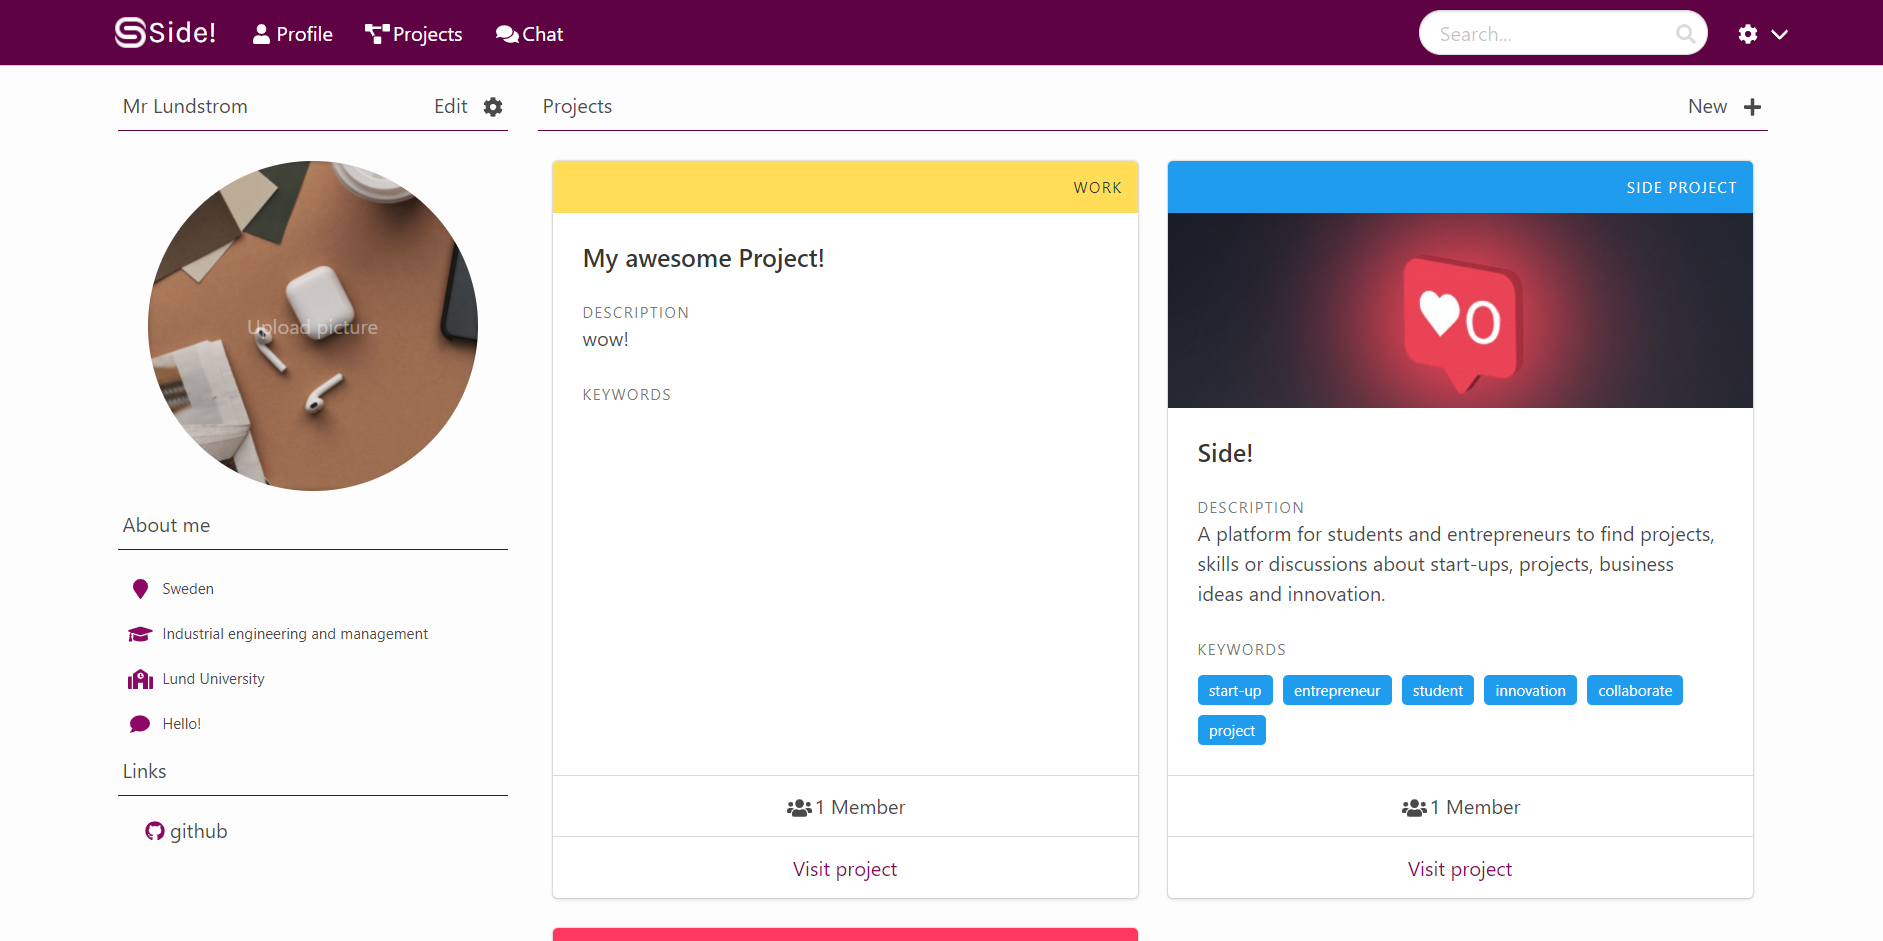 Side!
Profile
Projects
Chat
Search...
Mr Lundstrom
Edit
Upload picture
About me
Sweden
Industrial engineering and management
Lund University
Hello!
Links
github
Projects
New
WORK
My awesome Project!
DESCRIPTION
wow!
KEYWORDS
1 Member
Visit project
SIDE PROJECT
0
Side!
DESCRIPTION
A platform for students and entrepreneurs to find projects,
skills or discussions about start-ups, projects, business
ideas and innovation.
KEYWORDS
start-up entrepreneur student innovation collaborate
project
1 Member
Visit project